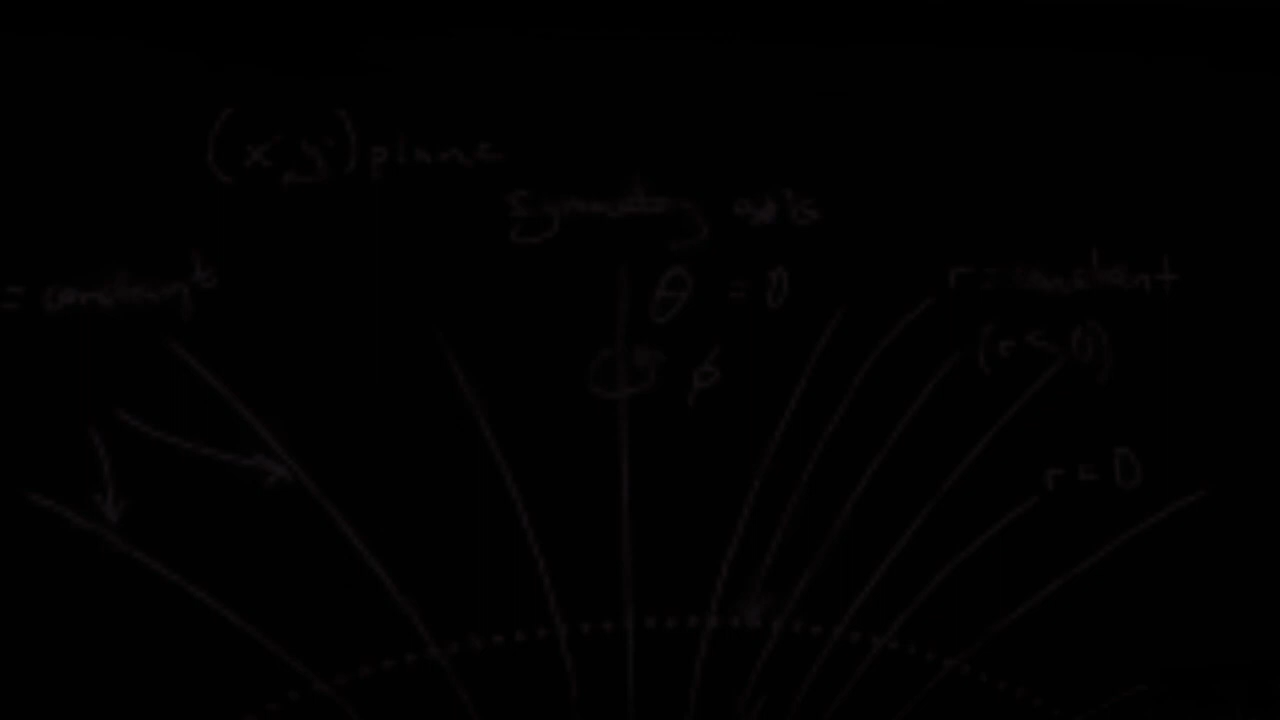 (x, y) plane
symmetry axis
= constant
θ = 0
r = constant
(r < 0)
φ
r = 0